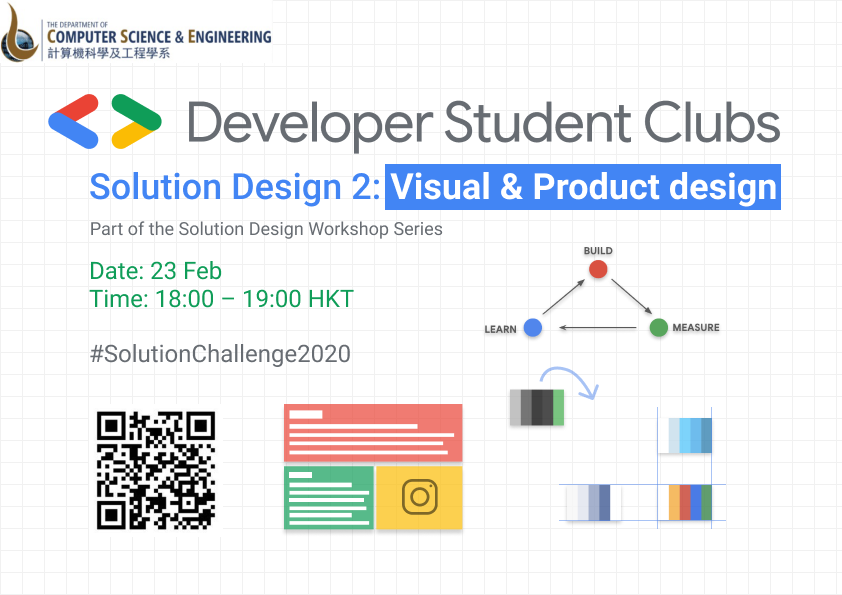 THE DEPARTMENT OF
COMPUTER SCIENCE & ENGINEERING
計算機科學及工程學系
Developer Student Clubs
Solution Design 2: Visual & Product design
Part of the Solution Design Workshop Series
Date: 23 Feb
Time: 18:00 – 19:00 HKT
#SolutionChallenge2020
BUILD
LEARN
MEASURE